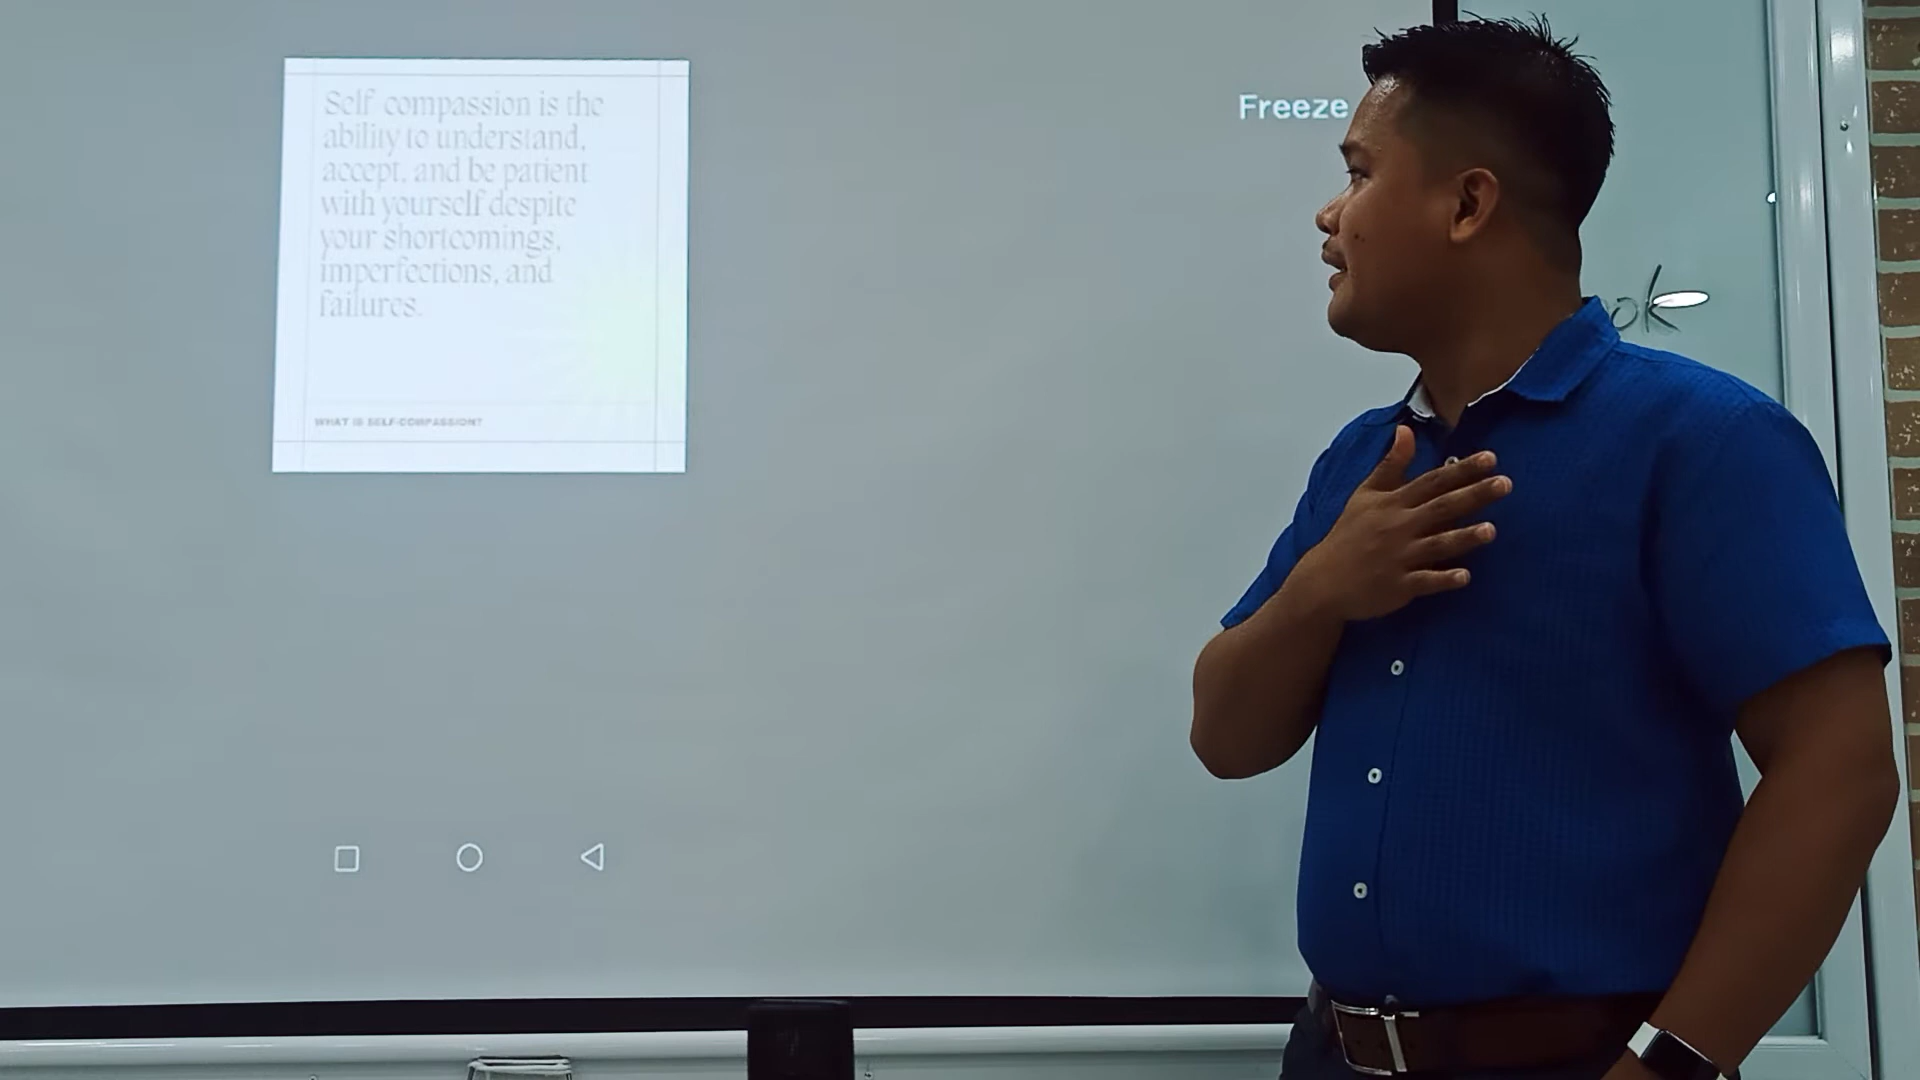 Self-compassion is the
ability to understand,
accept, and be patient
with yourself despite
your shortcomings,
imperfections, and
failures.
WHAT IS SELF-COMPASSION?
Freeze